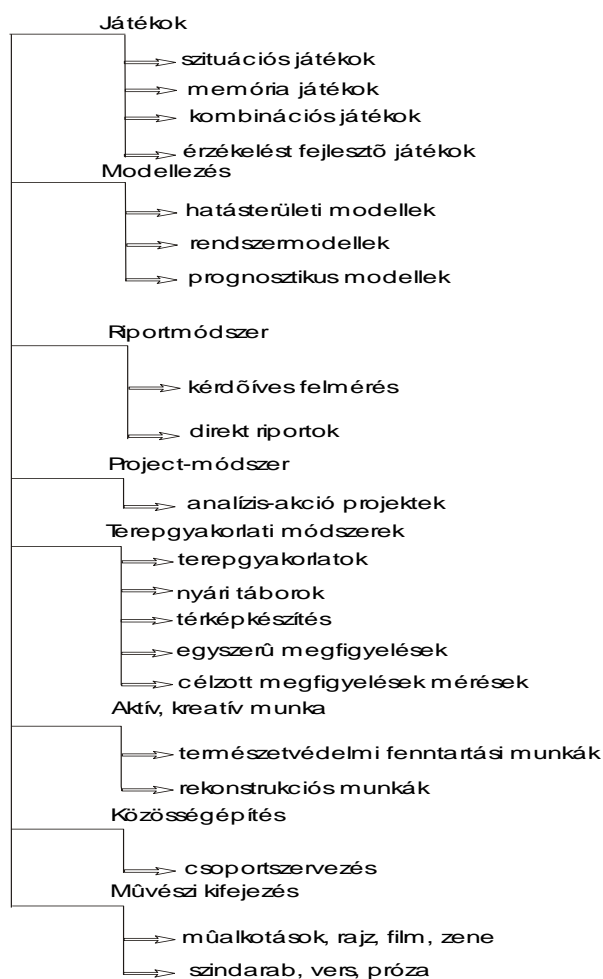 Játékok
szituációs játékok
memória játékok
kombinációs játékok
érzékelést fejlesztõ játékok
Modellezés
hatásterületi modellek
rendszermodellek
prognosztikus modellek
Riportmódszer
kérdõíves felmérés
direkt riportok
Project-módszer
analízis-akció projektek
Terepgyakorlati módszerek
terepgyakorlatok
nyári táborok
térképkészítés
egyszerû megfigyelések
célzott megfigyelések mérések
Aktív, kreatív munka
természetvédelmi fenntartási munkák
rekonstrukciós munkák
Közösségépítés
csoportszervezés
Mûvészi kifejezés
mûalkotások, rajz, film, zene
szindarab, vers, próza